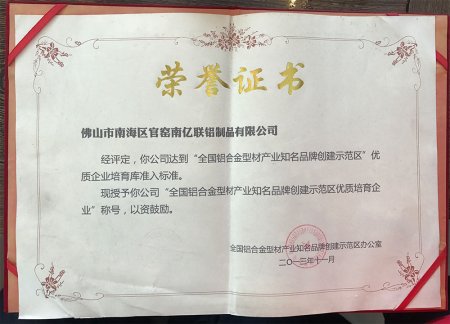 荣誉证书
佛山市南海区官窑南亿联铝制品有限公司
经评定，你公司达到“全国铝合金型材产业知名品牌创建示范区”优
质企业培育库准入标准。
现授予你公司“全国铝合金型材产业知名品牌创建示范区优质培育企
业”称号，以资鼓励。
全国铝合金型材产业知名品牌创建示范区办公室
二〇一三年十一月